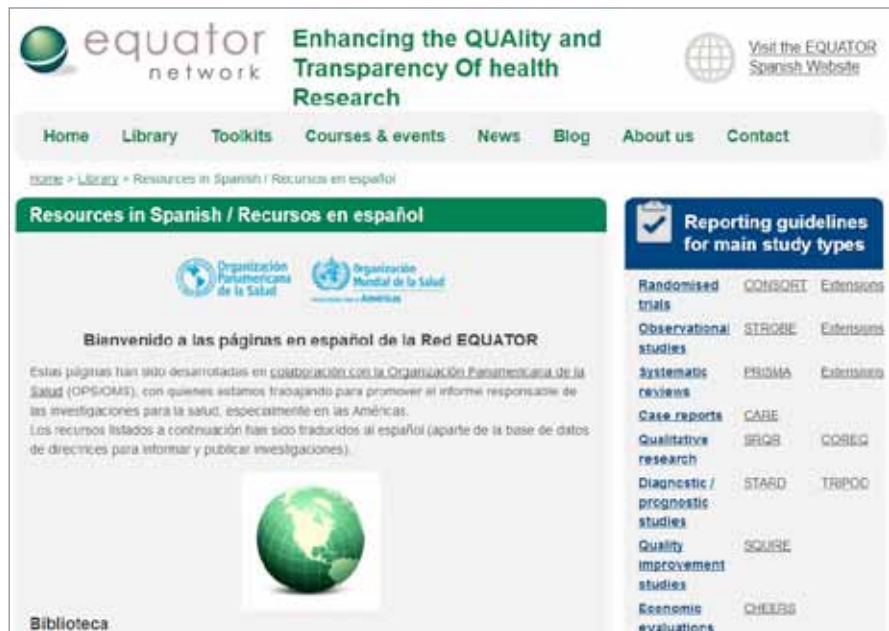 equator
network
Enhancing the QUAlity and
Transparency Of health
Research
Visit the EQUATOR
Spanish Website
Home Library Toolkits Courses & events News Blog About us Contact
Home > Library > Resources in Spanish / Recursos en español
Resources in Spanish / Recursos en español
Organización
Panamericana
de la Salud
Organización
Mundial de la Salud
Américas
Bienvenido a las páginas en español de la Red EQUATOR
Estas páginas han sido desarrolladas en colaboración con la Organización Panamericana de la
Salud (OPS/OMS), con quienes estamos trabajando para promover el informe responsable de
las investigaciones para la salud, especialmente en las Américas.
Los recursos listados a continuación han sido traducidos al español (aparte de la base de datos
de directrices para informar y publicar investigaciones).
Biblioteca
Reporting guidelines
for main study types
Randomised CONSORT Extensions
trials
Observational STROBE Extensions
studies
Systematic PRISMA Extensions
reviews
Case reports CARE
Qualitative SRQR COREQ
research
Diagnostic / STARD TRIPOD
prognostic
studies
Quality SQUIRE
improvement
studies
Economic CHEERS
evaluations